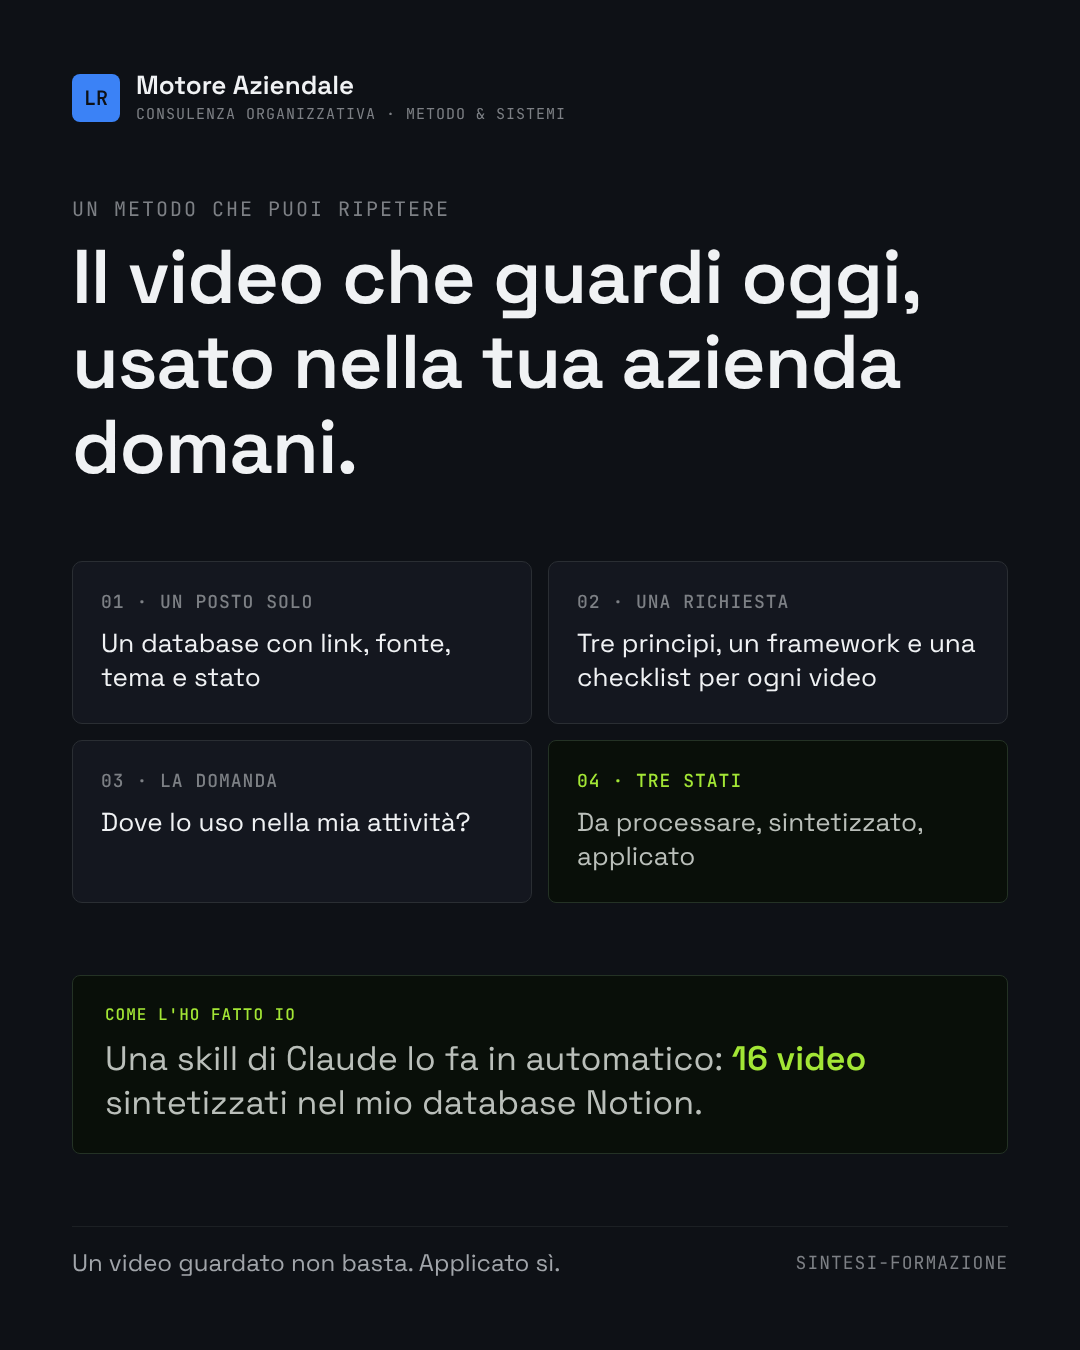 LR
Motore Aziendale
CONSULENZA ORGANIZZATIVA · METODO & SISTEMI
UN METODO CHE PUOI RIPETERE
Il video che guardi oggi,
usato nella tua azienda
domani.
01 · UN POSTO SOLO
Un database con link, fonte,
tema e stato
02 · UNA RICHIESTA
Tre principi, un framework e una
checklist per ogni video
03 · LA DOMANDA
Dove lo uso nella mia attività?
04 · TRE STATI
Da processare, sintetizzato,
applicato
COME L'HO FATTO IO
Una skill di Claude lo fa in automatico: 16 video
sintetizzati nel mio database Notion.
Un video guardato non basta. Applicato sì.
SINTESI-FORMAZIONE